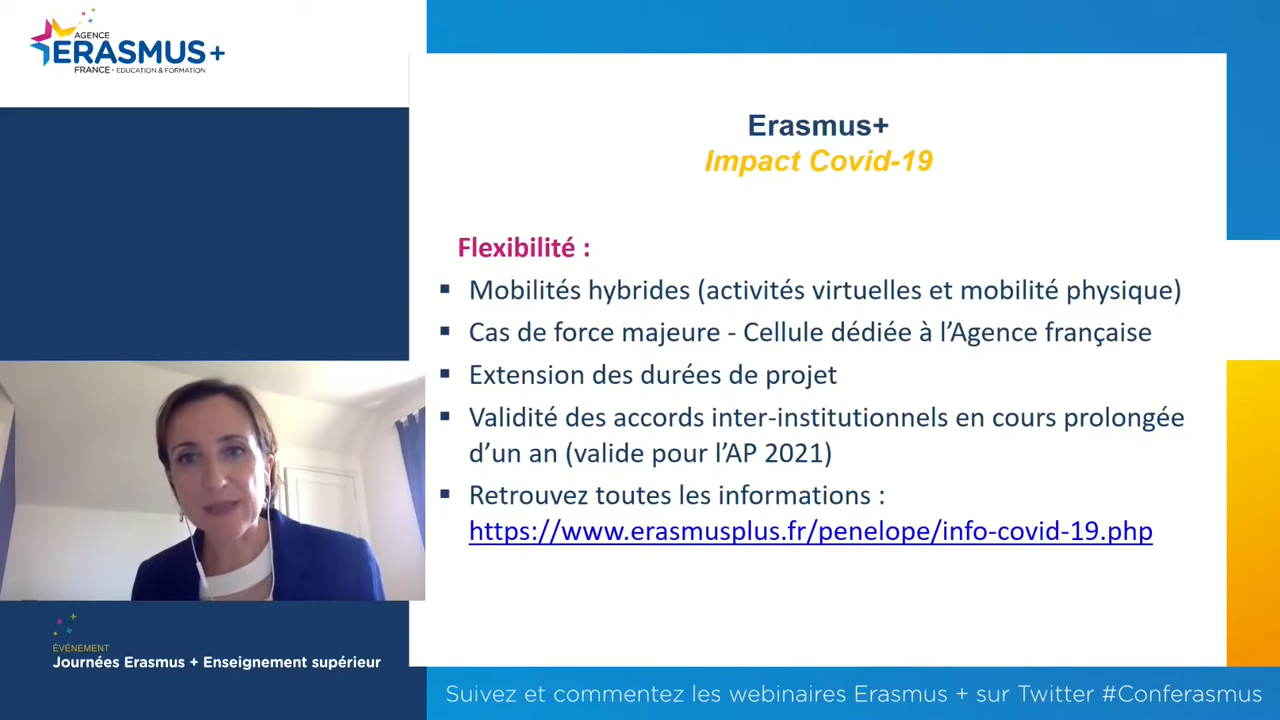 AGENCE
ERASMUS+
FRANCE • EDUCATION & FORMATION
Erasmus+
Impact Covid-19
Flexibilité :
▪ Mobilités hybrides (activités virtuelles et mobilité physique)
▪ Cas de force majeure - Cellule dédiée à l’Agence française
▪ Extension des durées de projet
▪ Validité des accords inter-institutionnels en cours prolongée
d’un an (valide pour l’AP 2021)
▪ Retrouvez toutes les informations :
https://www.erasmusplus.fr/penelope/info-covid-19.php
ÉVÉNEMENT
Journées Erasmus + Enseignement supérieur
Suivez et commentez les webinaires Erasmus + sur Twitter #Conferasmus